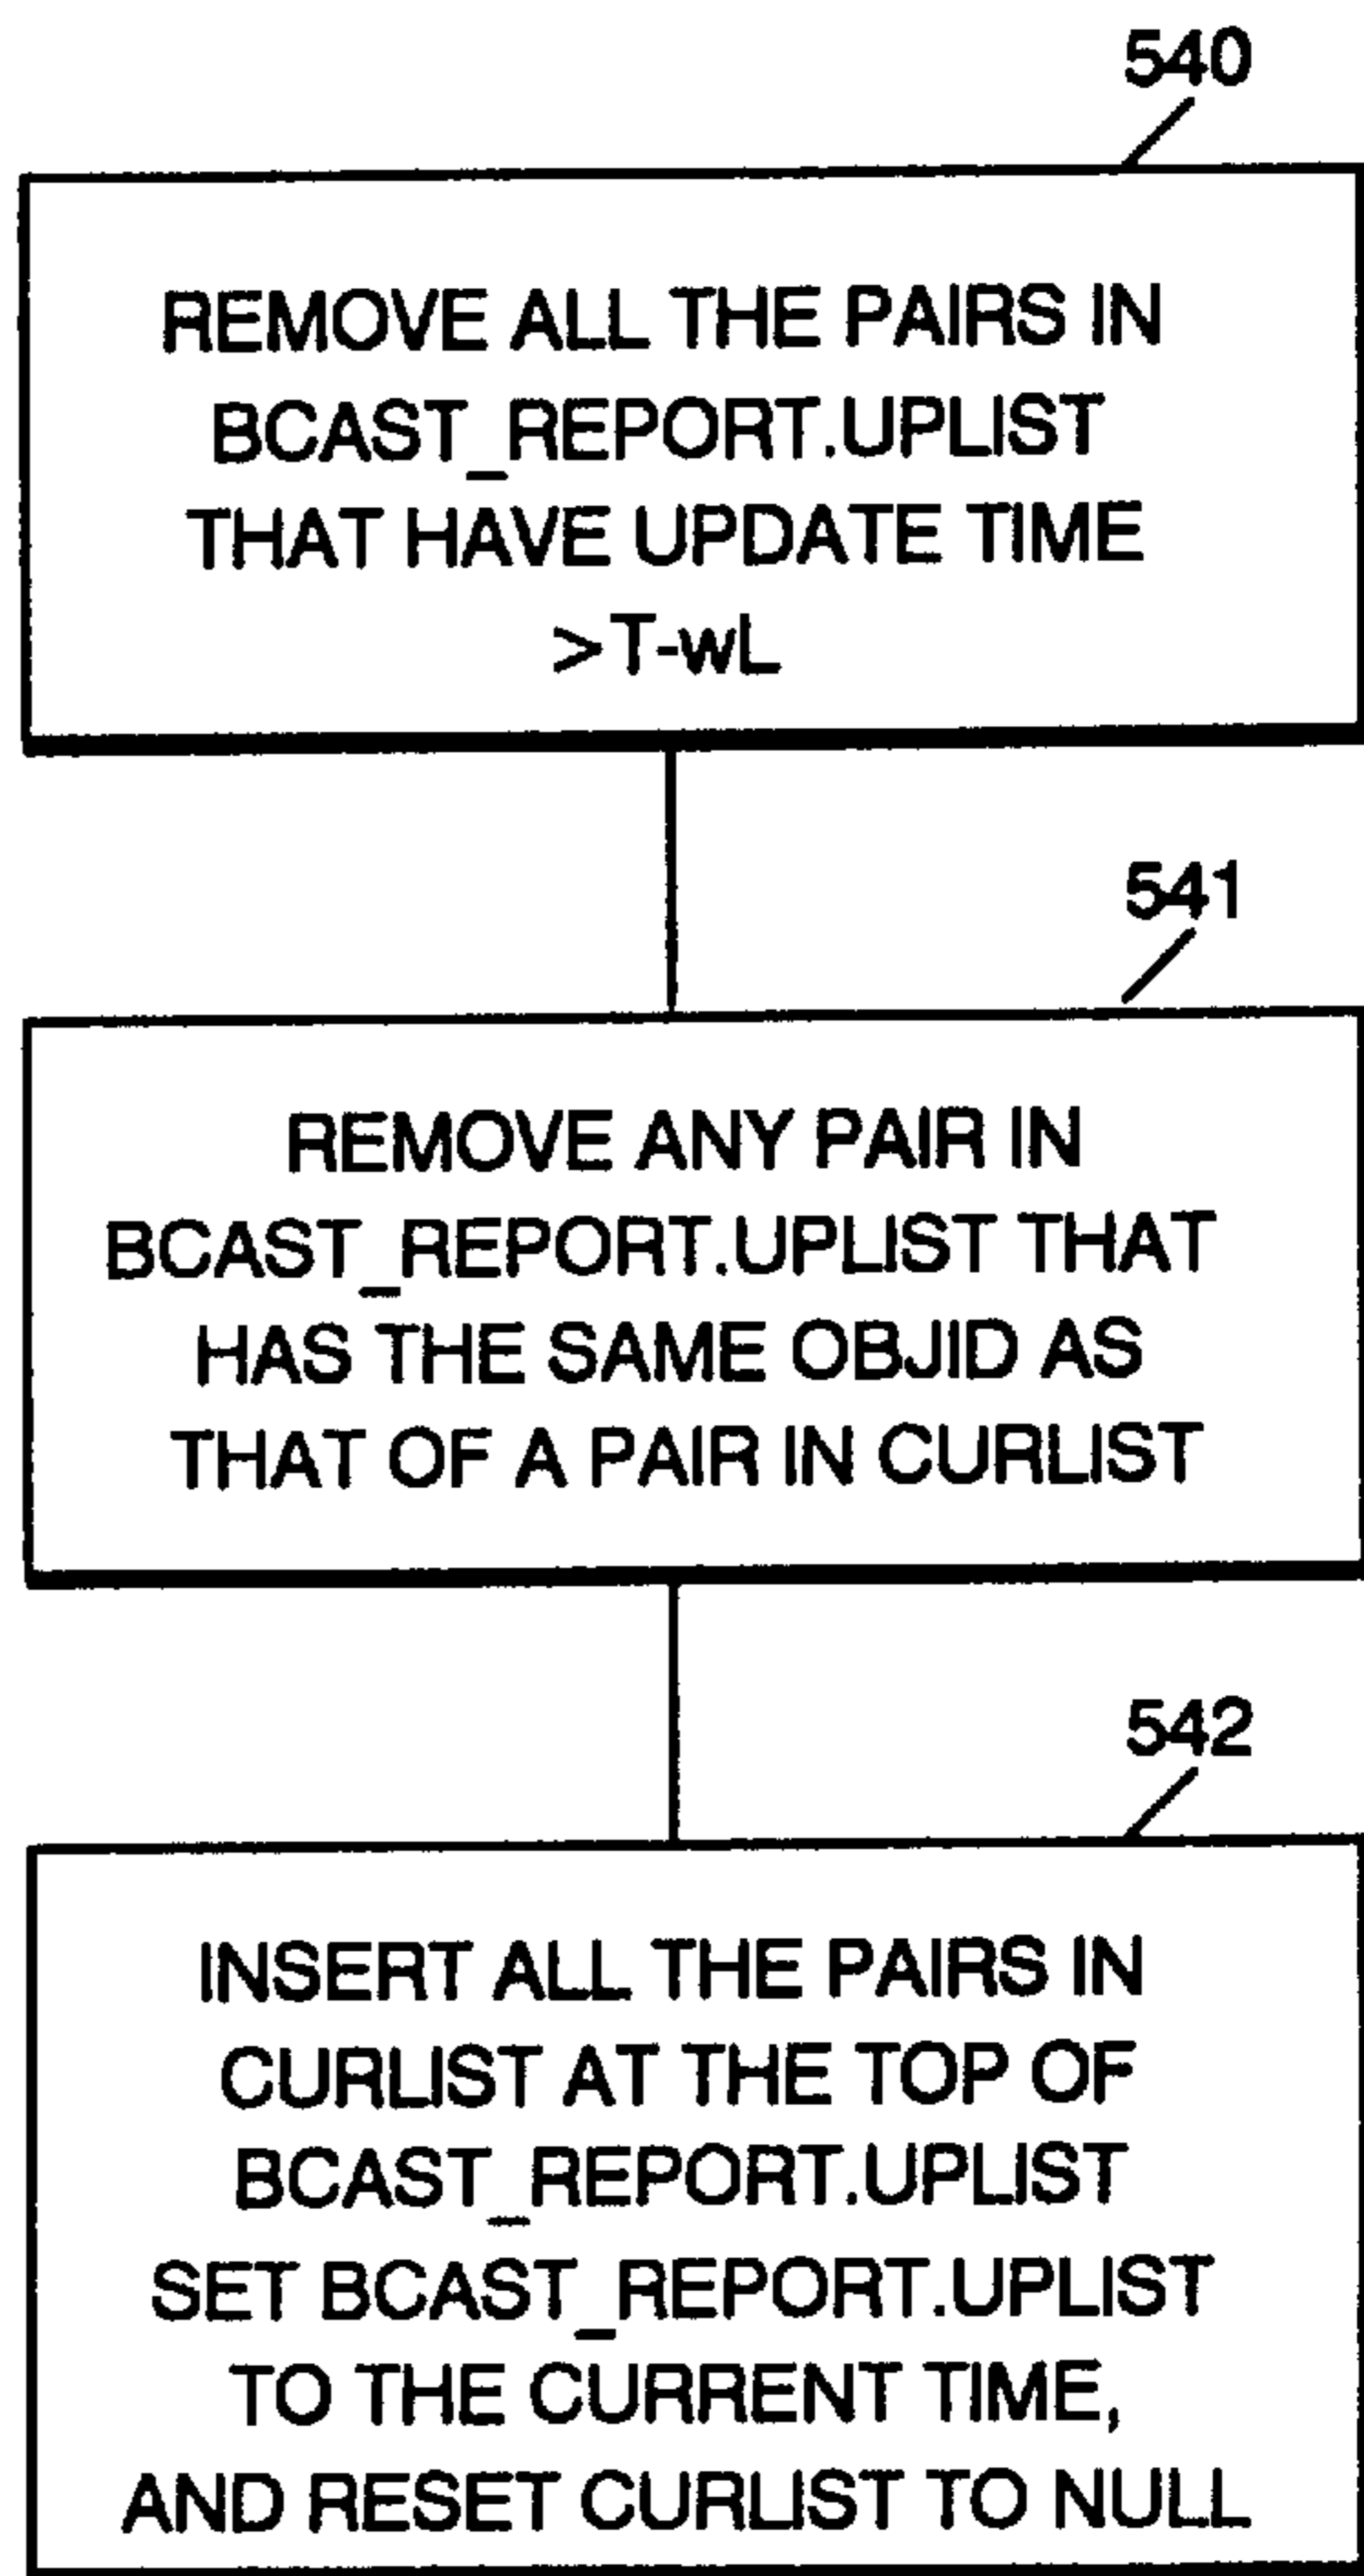 540
REMOVE ALL THE PAIRS IN
BCAST_REPORT.UPLIST
THAT HAVE UPDATE TIME
>T-wL
541
REMOVE ANY PAIR IN
BCAST_REPORT.UPLIST THAT
HAS THE SAME OBJID AS
THAT OF A PAIR IN CURLIST
542
INSERT ALL THE PAIRS IN
CURLIST AT THE TOP OF
BCAST_REPORT.UPLIST
SET BCAST_REPORT.UPLIST
TO THE CURRENT TIME,
AND RESET CURLIST TO NULL